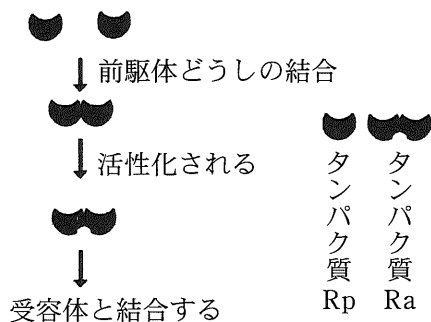 前駆体どうしの結合
活性化される
受容体と結合する
タンパク質Rp
タンパク質Ra